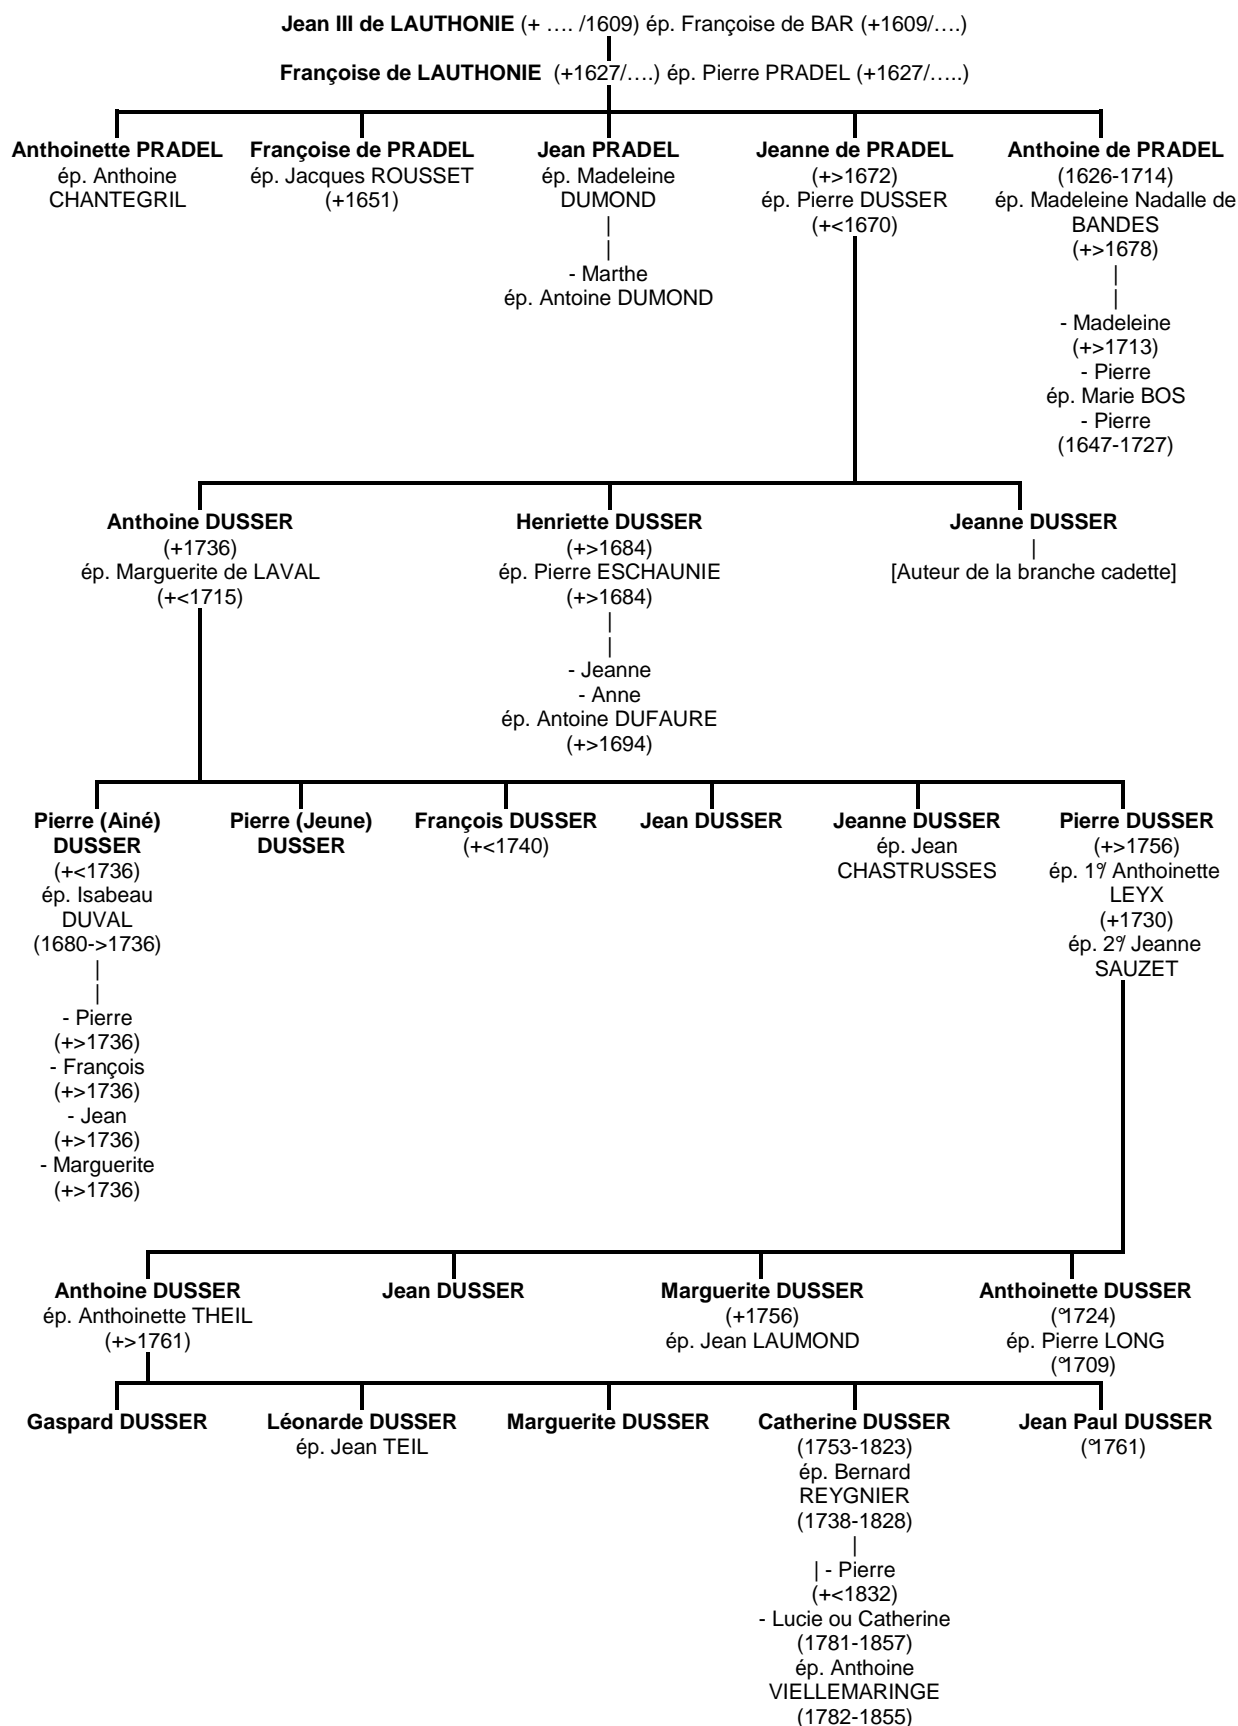 Jean III de LAUTHONIE (+ …. /1609) ép. Françoise de BAR (+1609/….)
Françoise de LAUTHONIE (+1627/….) ép. Pierre PRADEL (+1627/…..)
Anthoinette PRADEL
ép. Anthoine
CHANTEGRIL
Françoise de PRADEL
ép. Jacques ROUSSET
(+1651)
Jean PRADEL
ép. Madeleine
DUMOND
|
|
- Marthe
ép. Antoine DUMOND
Jeanne de PRADEL
(+>1672)
ép. Pierre DUSSER
(+<1670)
Anthoine de PRADEL
(1626-1714)
ép. Madeleine Nadalle de
BANDES
(+>1678)
|
|
- Madeleine
(+>1713)
- Pierre
ép. Marie BOS
- Pierre
(1647-1727)
Anthoine DUSSER
(+1736)
ép. Marguerite de LAVAL
(+<1715)
Henriette DUSSER
(+>1684)
ép. Pierre ESCHAUNIE
(+>1684)
|
|
- Jeanne
- Anne
ép. Antoine DUFAURE
(+>1694)
Jeanne DUSSER
|
[Auteur de la branche cadette]
Pierre (Ainé)
DUSSER
(+<1736)
ép. Isabeau
DUVAL
(1680->1736)
|
|
- Pierre
(+>1736)
- François
(+>1736)
- Jean
(+>1736)
- Marguerite
(+>1736)
Pierre (Jeune)
DUSSER
François DUSSER
(+<1740)
Jean DUSSER
Jeanne DUSSER
ép. Jean
CHASTRUSSES
Pierre DUSSER
(+>1756)
ép. 1°/ Anthoinette
LEYX
(+1730)
ép. 2°/ Jeanne
SAUZET
Anthoine DUSSER
ép. Anthoinette THEIL
(+>1761)
Jean DUSSER
Marguerite DUSSER
(+1756)
ép. Jean LAUMOND
Anthoinette DUSSER
(°1724)
ép. Pierre LONG
(°1709)
Gaspard DUSSER
Léonarde DUSSER
ép. Jean TEIL
Marguerite DUSSER
Catherine DUSSER
(1753-1823)
ép. Bernard
REYGNIER
(1738-1828)
|
| - Pierre
(+<1832)
- Lucie ou Catherine
(1781-1857)
ép. Anthoine
VIELLEMARINGE
(1782-1855)
Jean Paul DUSSER
(°1761)